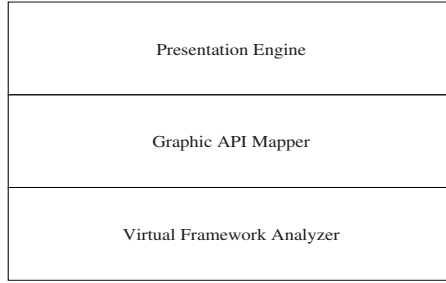 Presentation Engine
Graphic API Mapper
Virtual Framework Analyzer